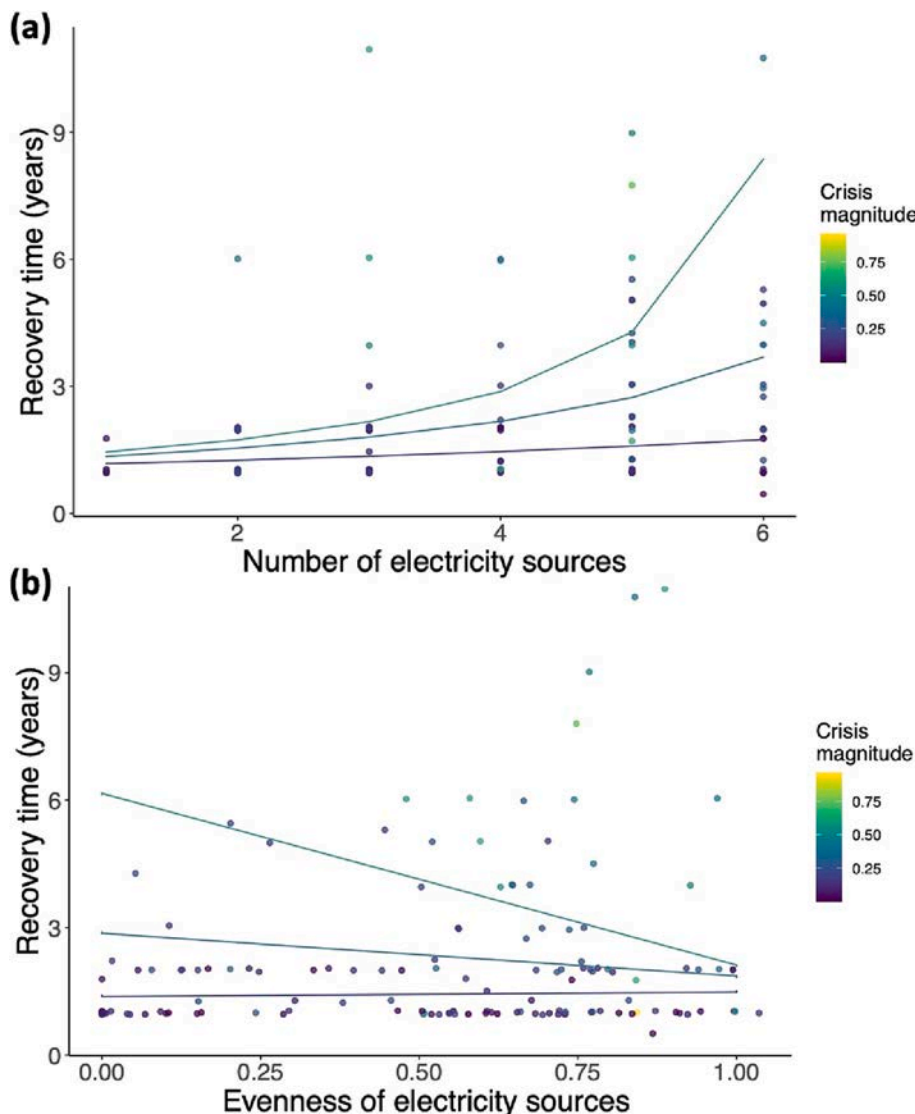 (a)
Recovery time (years)
9
6
3
0
2
4
6
Number of electricity sources
Crisis
magnitude
0.75
0.50
0.25
(b)
Recovery time (years)
9
6
3
0
0.00
0.25
0.50
0.75
1.00
Evenness of electricity sources
Crisis
magnitude
0.75
0.50
0.25